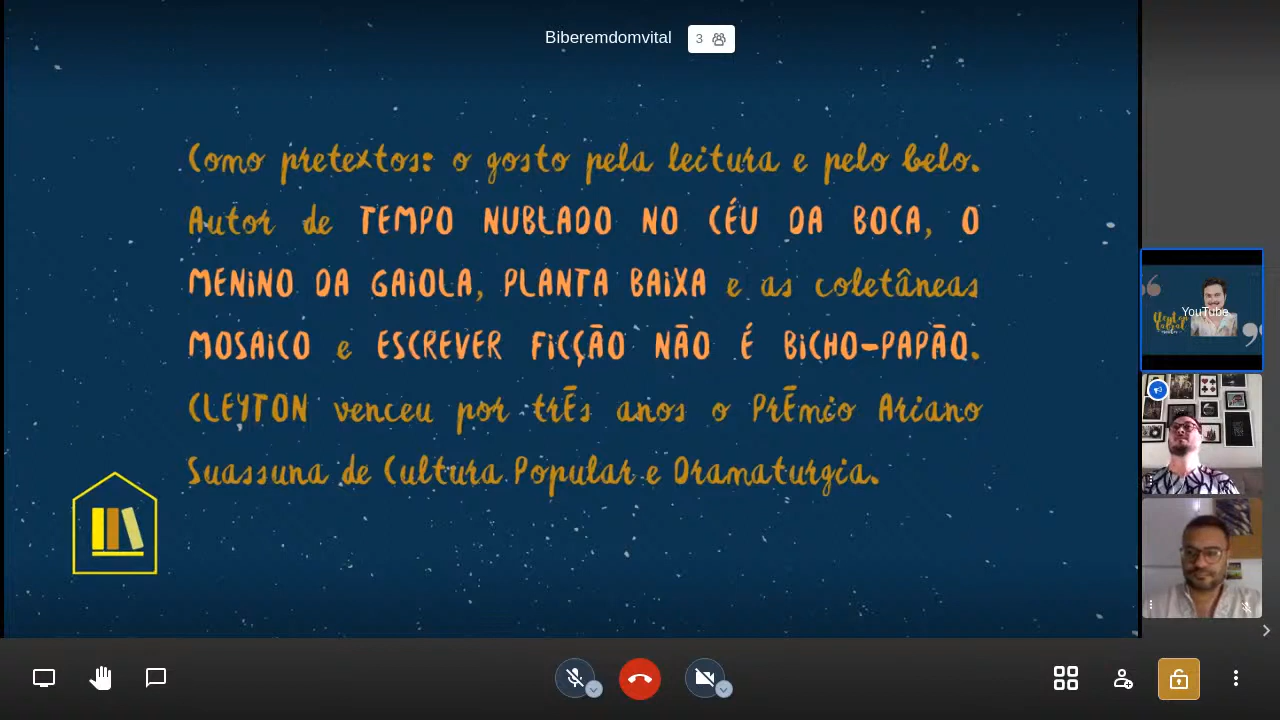 Biberemdomvital
3
Como pretextos: o gosto pela leitura e pelo belo.
Autor de TEMPO NUBLADO NO CÉU DA BOCA, O
MENINO DA GAIOLA, PLANTA BAIXA e as coletâneas
MOSAICO e ESCREVER FICÇÃO NÃO É BICHO-PAPÃO.
CLEYTON venceu por trÊs anos o PrÊmio Ariano
Suassuna de Cultura Popular e Dramaturgia.
YouTube
Cleyton
Cabral